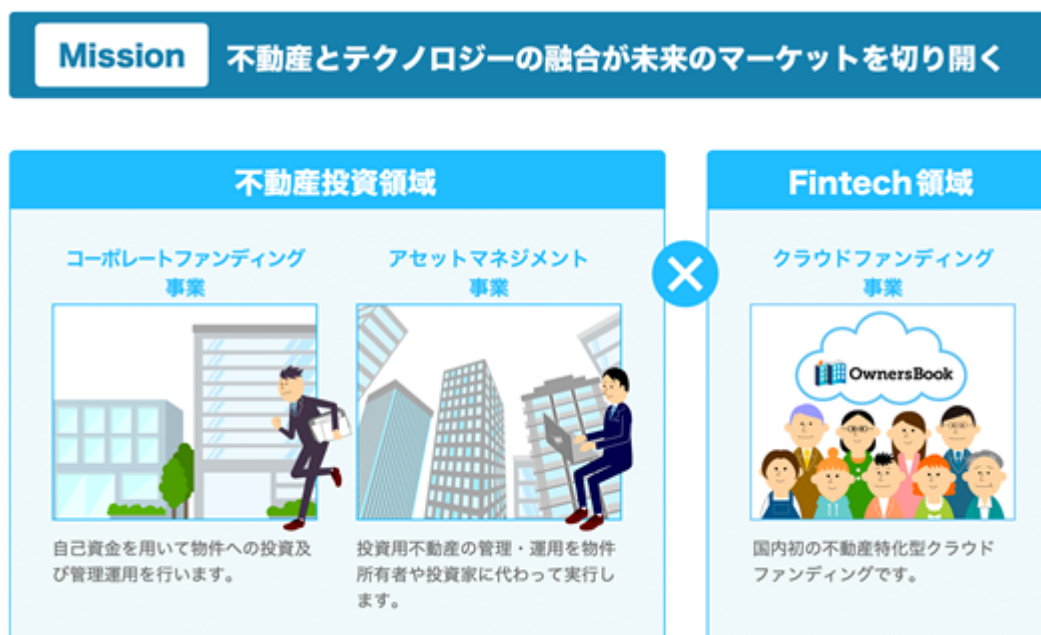 Mission
不動産とテクノロジーの融合が未来のマーケットを切り開く
不動産投資領域
コーポレートファンディング
事業
自己資金を用いて物件への投資及
び管理運用を行います。
アセットマネジメント
事業
投資用不動産の管理・運用を物件
所有者や投資家に代わって実行し
ます。
×
Fintech領域
クラウドファンディング
事業
OwnersBook
国内初の不動産特化型クラウド
ファンディングです。